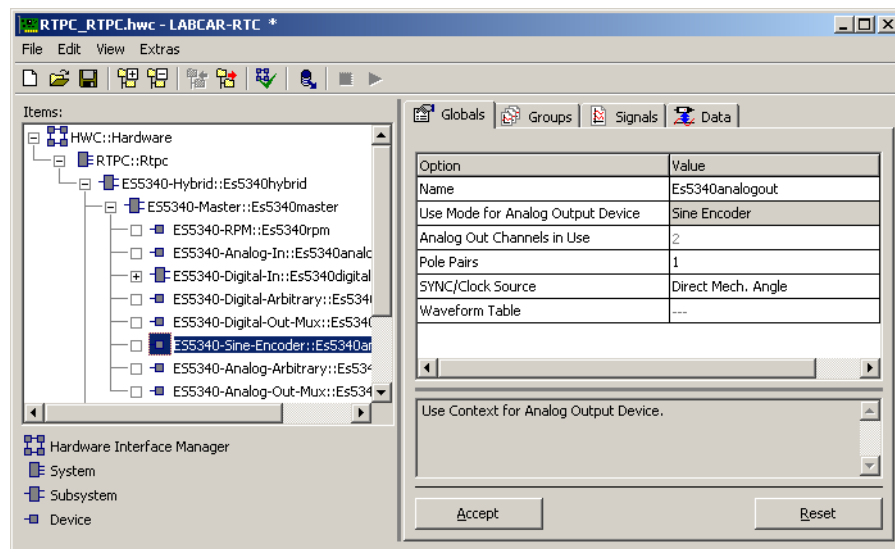 RTPC_RTPC.hwc - LABCAR-RTC *
File Edit View Extras
Items:
HWC::Hardware
RTPC::Rtpc
ES5340-Hybrid::Es5340hybrid
ES5340-Master::Es5340master
ES5340-RPM::Es5340rpm
ES5340-Analog-In::Es5340analo
ES5340-Digital-In::Es5340digital
ES5340-Digital-Arbitrary::Es534
ES5340-Digital-Out-Mux::Es534
ES5340-Sine-Encoder::Es5340a
ES5340-Analog-Arbitrary::Es534
ES5340-Analog-Out-Mux::Es534
Hardware Interface Manager
System
Subsystem
Device
Globals Groups Signals Data
Option Value
Name Es5340analogout
Use Mode for Analog Output Device Sine Encoder
Analog Out Channels in Use 2
Pole Pairs 1
SYNC/Clock Source Direct Mech. Angle
Waveform Table ---
Use Context for Analog Output Device.
Accept Reset